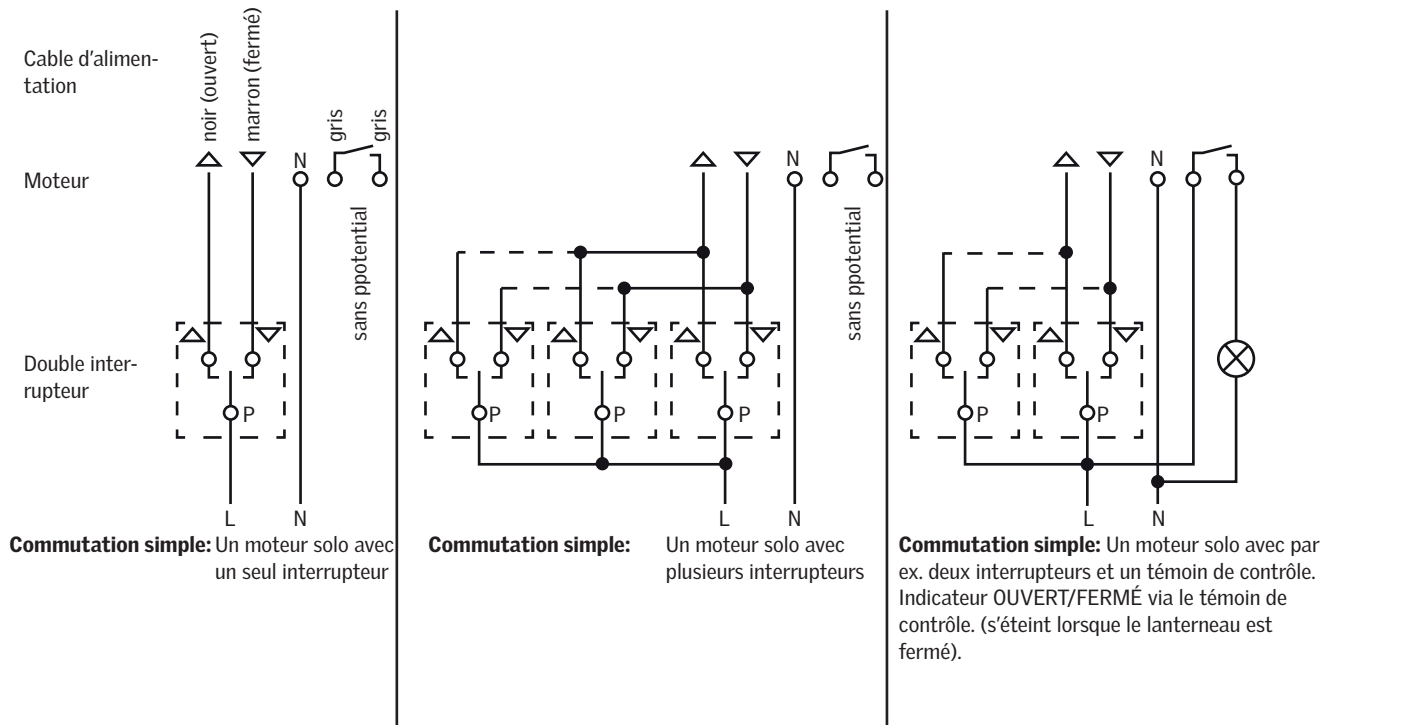 Cable d'alimen-
tation
noir (ouvert)
marron (fermé)
gris
gris
N
Moteur
sans ppotential
Double inter-
rupteur
P
L
N
Commutation simple: Un moteur solo avec
un seul interrupteur
N
sans ppotential
P
P
P
L
N
Commutation simple: Un moteur solo avec
plusieurs interrupteurs
N
P
P
L
N
Commutation simple: Un moteur solo avec par
ex. deux interrupteurs et un témoin de contrôle.
Indicateur OUVERT/FERMÉ via le témoin de
contrôle. (s'éteint lorsque le lanterneau est
fermé).